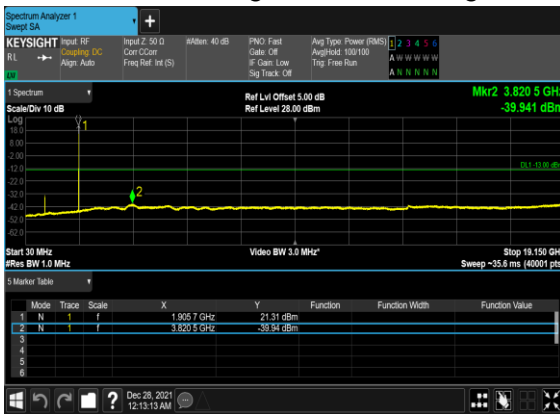 Spectrum Analyzer 1
Swept SA
KEYSIGHT Input: RF Input Z: 50 Ω #Atten: 40 dB PNO: Fast Avg Type: Power (RMS) 1 2 3 4 5 6
RL Coupling: DC Corr CCorr Gate: Off Avg|Hold: 100/100 A W W W W W
Align: Auto Freq Ref: Int (S) IF Gain: Low Trig: Free Run
LV Sig Track: Off A N N N N N
1 Spectrum Ref Lvl Offset 5.00 dB Mkr2 3.820 5 GHz
Scale/Div 10 dB Ref Level 28.00 dBm -39.941 dBm
Log 1
18.0
8.00
-2.00
-12.0 DL1 -13.00 dBm
-22.0
-32.0 2
-42.0
-52.0
-62.0
Start 30 MHz Video BW 3.0 MHz* Stop 19.150 GHz
#Res BW 1.0 MHz Sweep ~35.6 ms (40001 pts)
5 Marker Table
Mode Trace Scale X Y Function Function Width Function Value
1 N 1 f 1.905 7 GHz 21.31 dBm
2 N 1 f 3.820 5 GHz -39.94 dBm
3
4
5
6
? Dec 28, 2021
12:13:13 AM